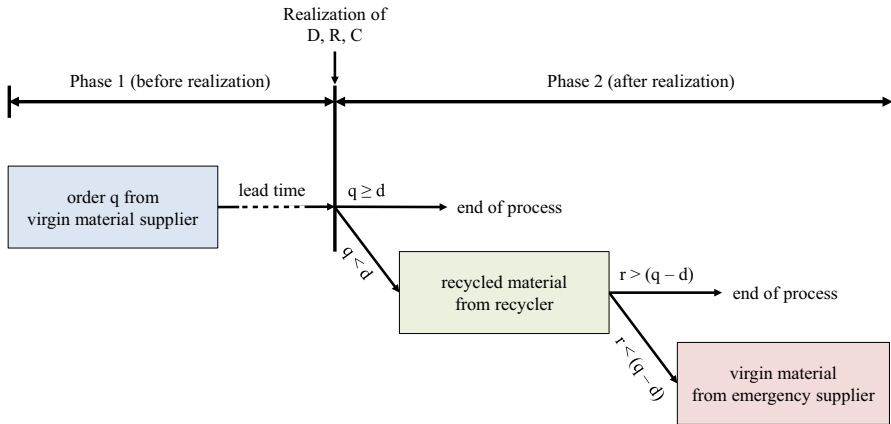 Realization of
D, R, C
Phase 1 (before realization)
Phase 2 (after realization)
order q from
virgin material supplier
lead time
q ≥ d
end of process
q < d
recycled material
from recycler
r > (q – d)
end of process
r < (q – d)
virgin material
from emergency supplier